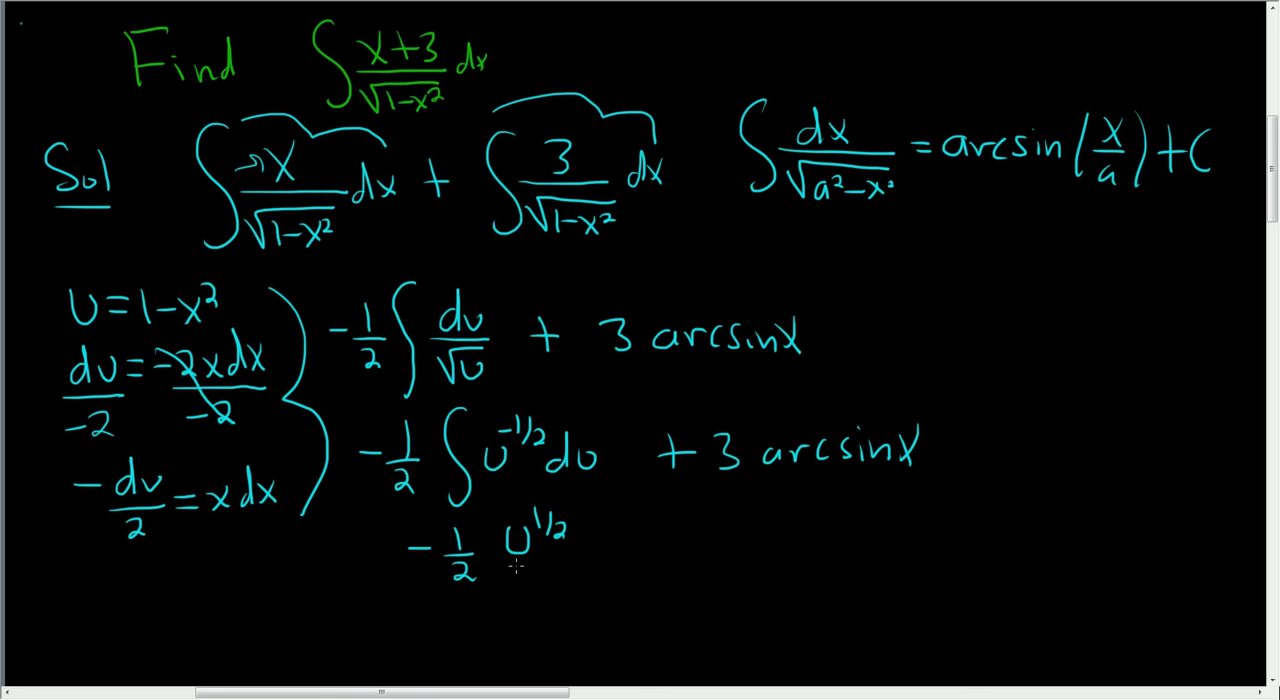 Find ∫ x+3/√1-x² dx
Sol ∫ x/√1-x² dx + ∫ 3/√1-x² dx
∫ dx/√a²-x² = arcsin(x/a)+C
u=1-x²
du/-2 = -2xdx/-2
-du/2 = xdx
-1/2 ∫ du/√u + 3 arcsinx
-1/2 ∫ u^-1/2 du + 3 arcsinx
-1/2 u^1/2